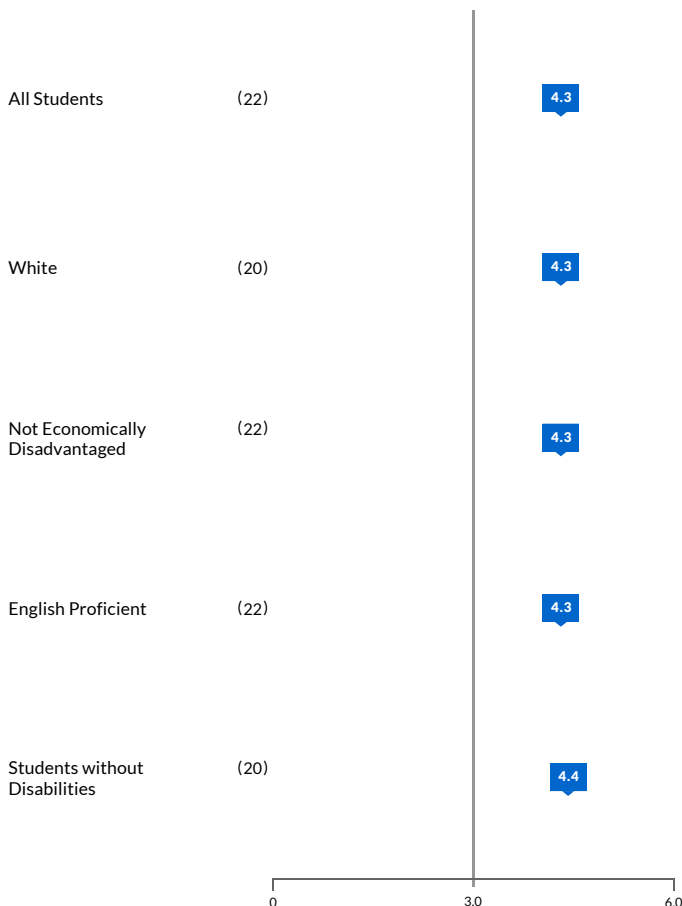 All Students (22) 4.3
White (20) 4.3
Not Economically (22) 4.3
Disadvantaged
English Proficient (22) 4.3
Students without (20) 4.4
Disabilities
0 3.0 6.0